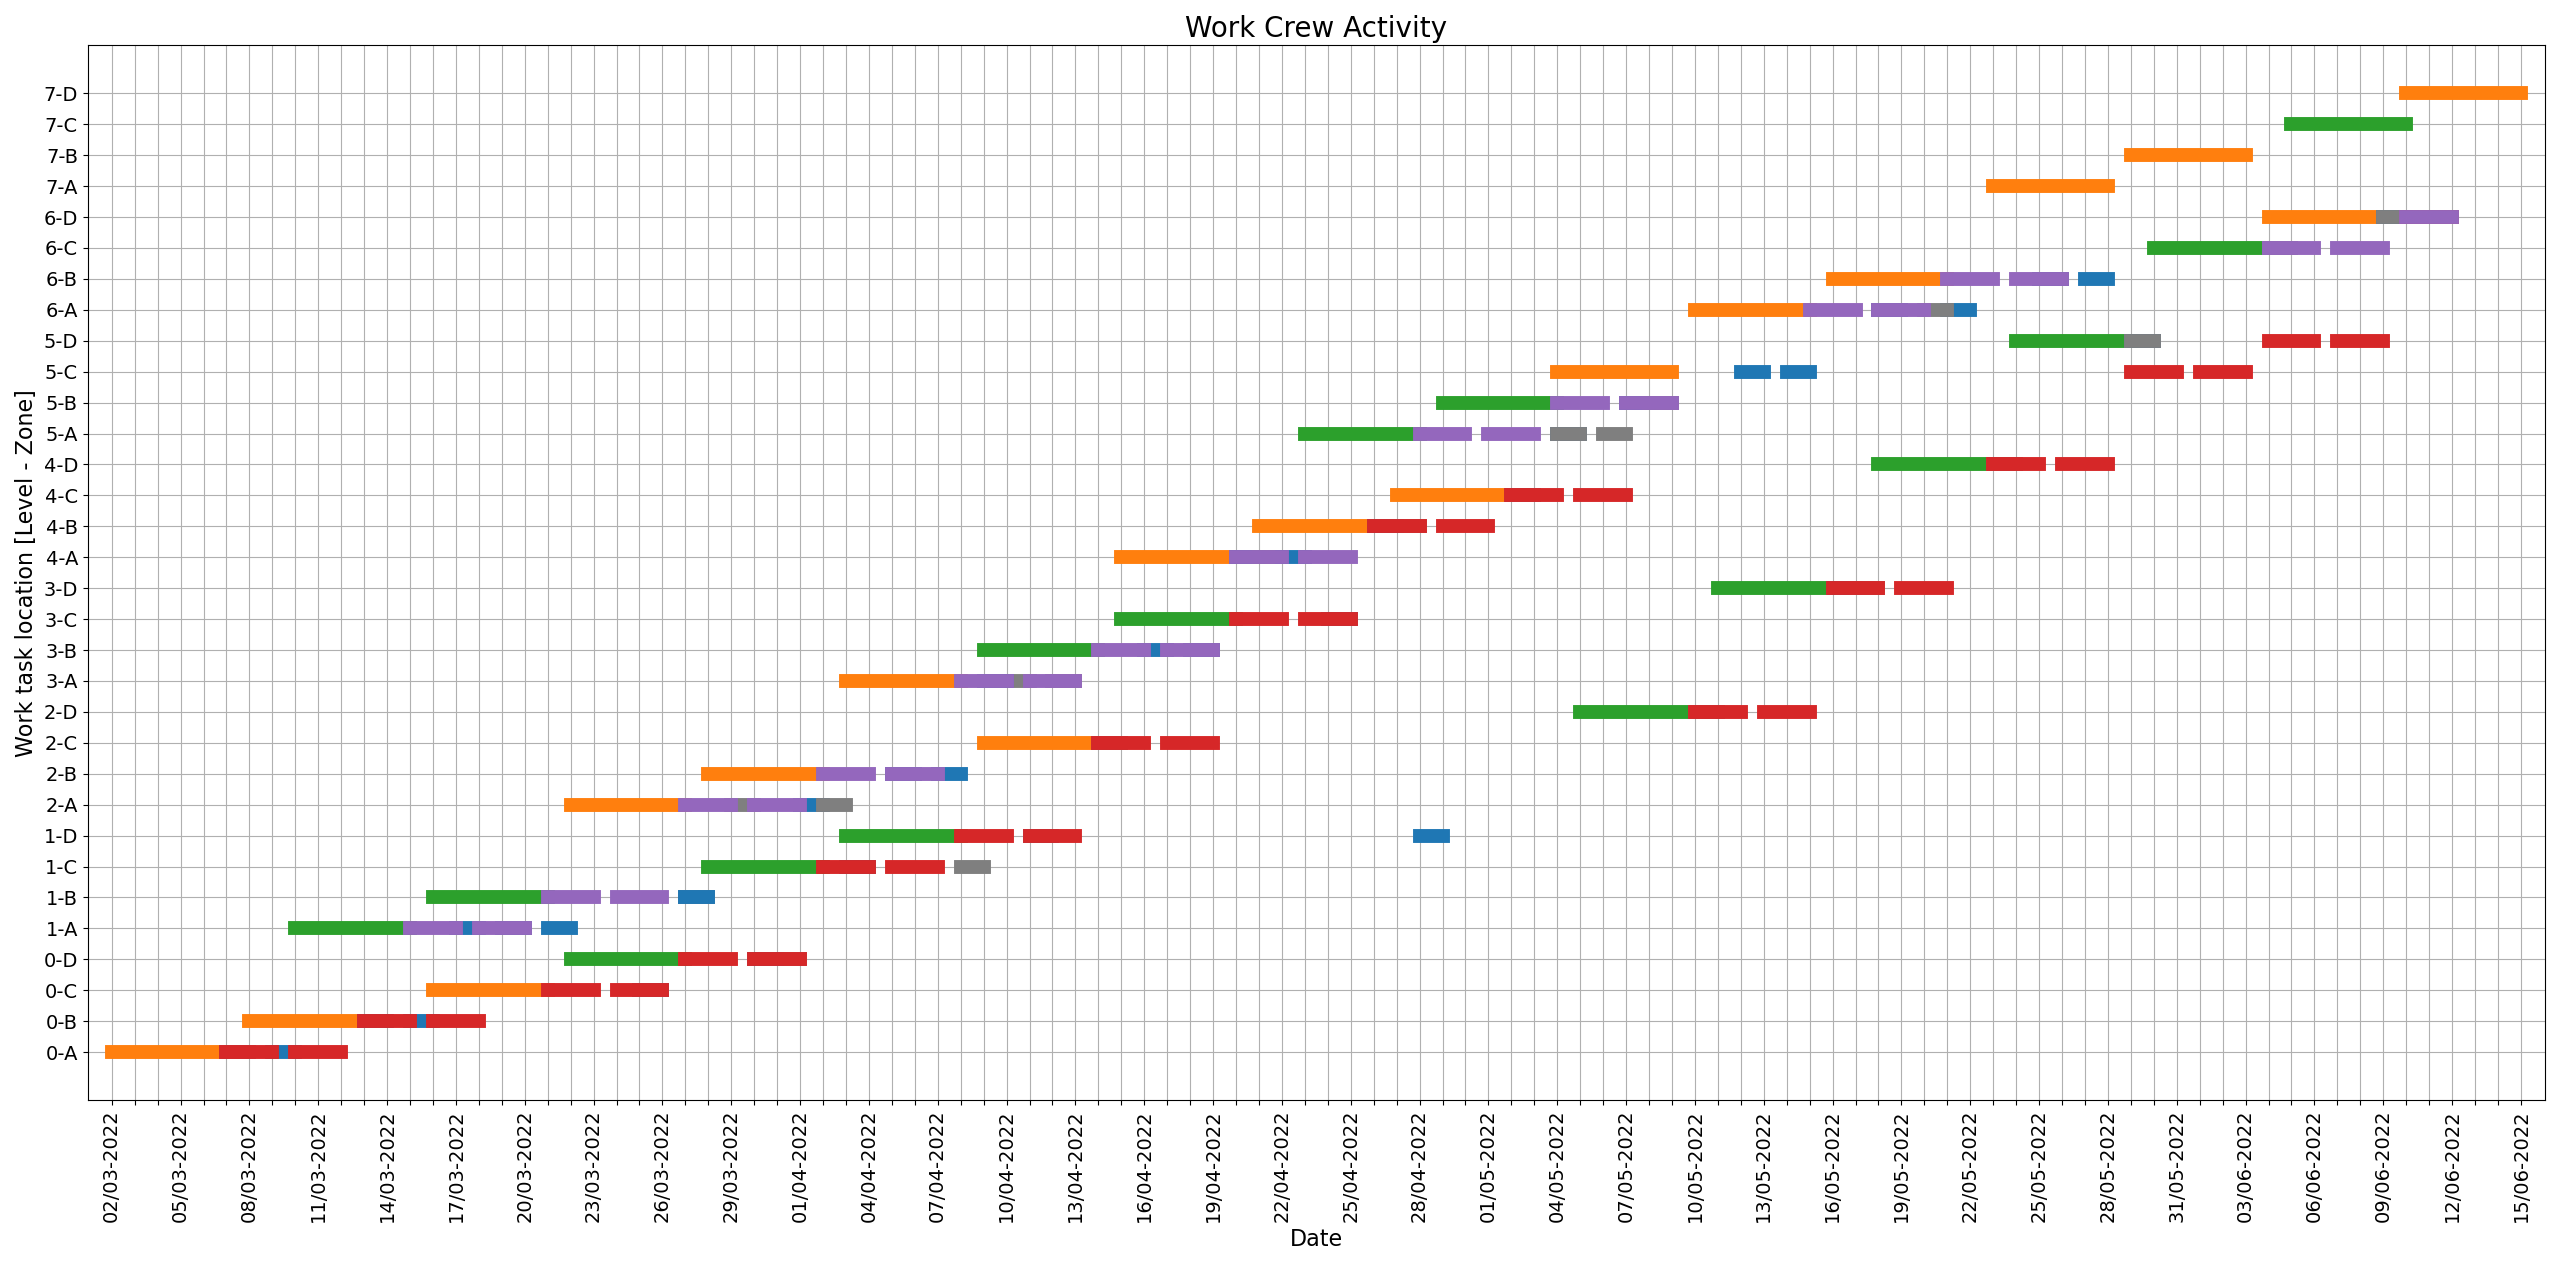 Work Crew Activity
Work task location [Level - Zone]
7-D
7-C
7-B
7-A
6-D
6-C
6-B
6-A
5-D
5-C
5-B
5-A
4-D
4-C
4-B
4-A
3-D
3-C
3-B
3-A
2-D
2-C
2-B
2-A
1-D
1-C
1-B
1-A
0-D
0-C
0-B
0-A
02/03-2022
05/03-2022
08/03-2022
11/03-2022
14/03-2022
17/03-2022
20/03-2022
23/03-2022
26/03-2022
29/03-2022
01/04-2022
04/04-2022
07/04-2022
10/04-2022
13/04-2022
16/04-2022
19/04-2022
22/04-2022
25/04-2022
28/04-2022
01/05-2022
04/05-2022
07/05-2022
10/05-2022
13/05-2022
16/05-2022
19/05-2022
22/05-2022
25/05-2022
28/05-2022
31/05-2022
03/06-2022
06/06-2022
09/06-2022
12/06-2022
15/06-2022
Date